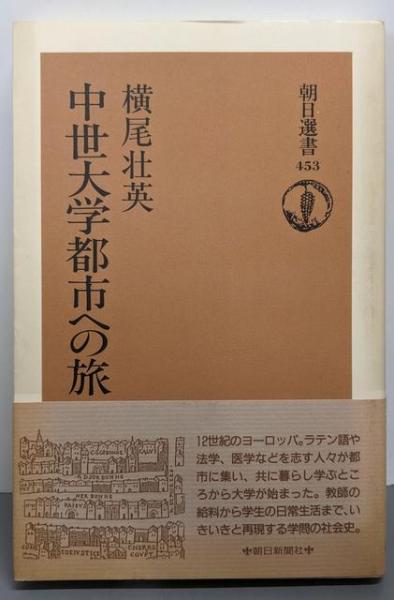 朝日選書
453
横尾壮英
中世大学都市への旅
12世紀のヨーロッパ。ラテン語や
法学、医学などを志す人々が都
市に集い、共に暮らし学ぶとこ
ろから大学が始まった。教師の
給料から学生の日常生活まで、い
きいきと再現する学問の社会史。
朝日新聞社